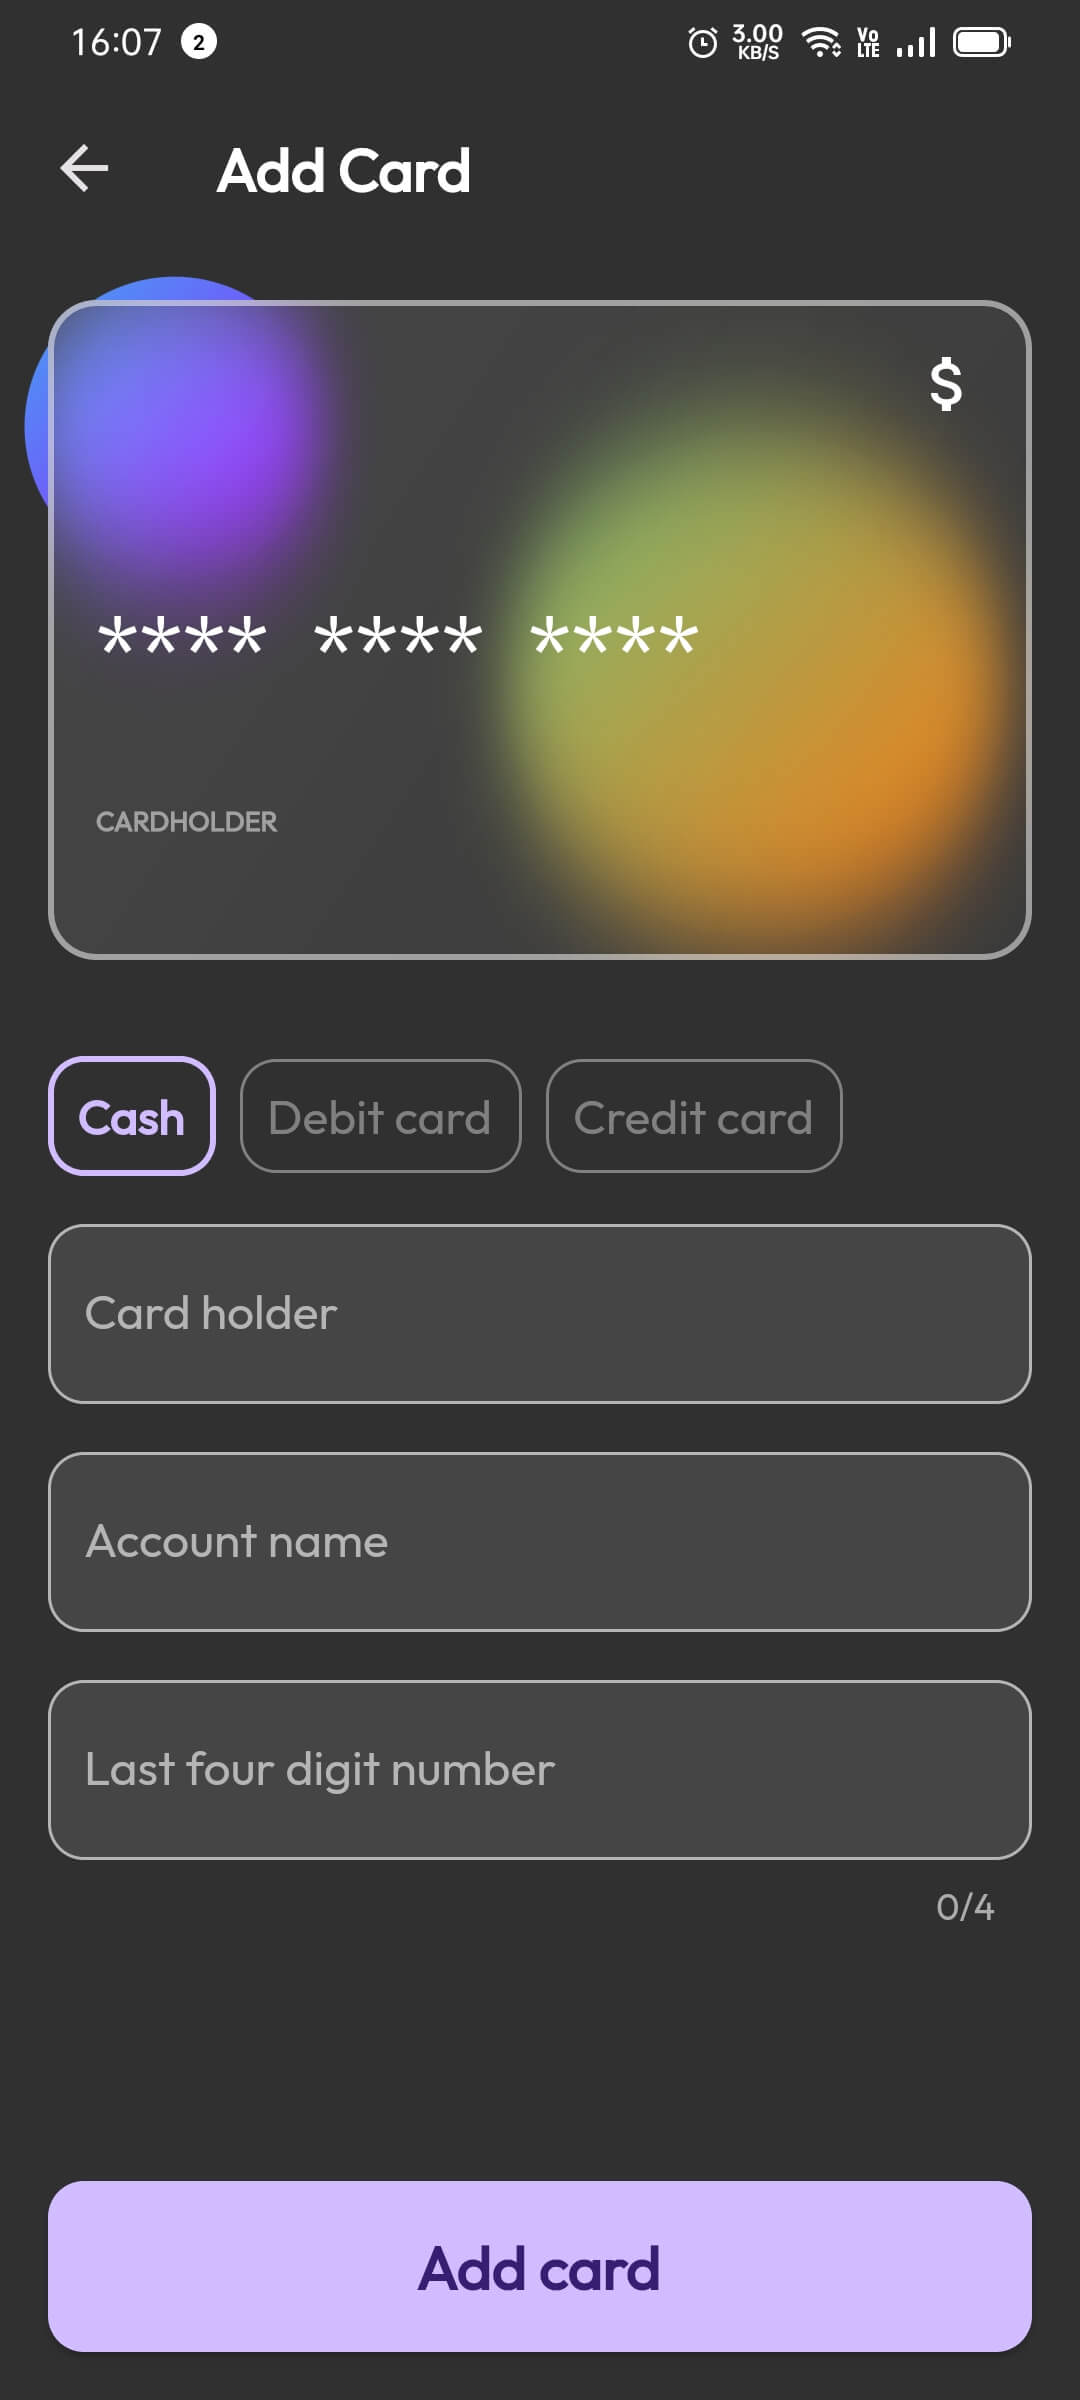 16:07 2 3.00 KB/S Vo LTE
Add Card
$
**** **** ****
CARDHOLDER
Cash Debit card Credit card
Card holder
Account name
Last four digit number
0/4
Add card